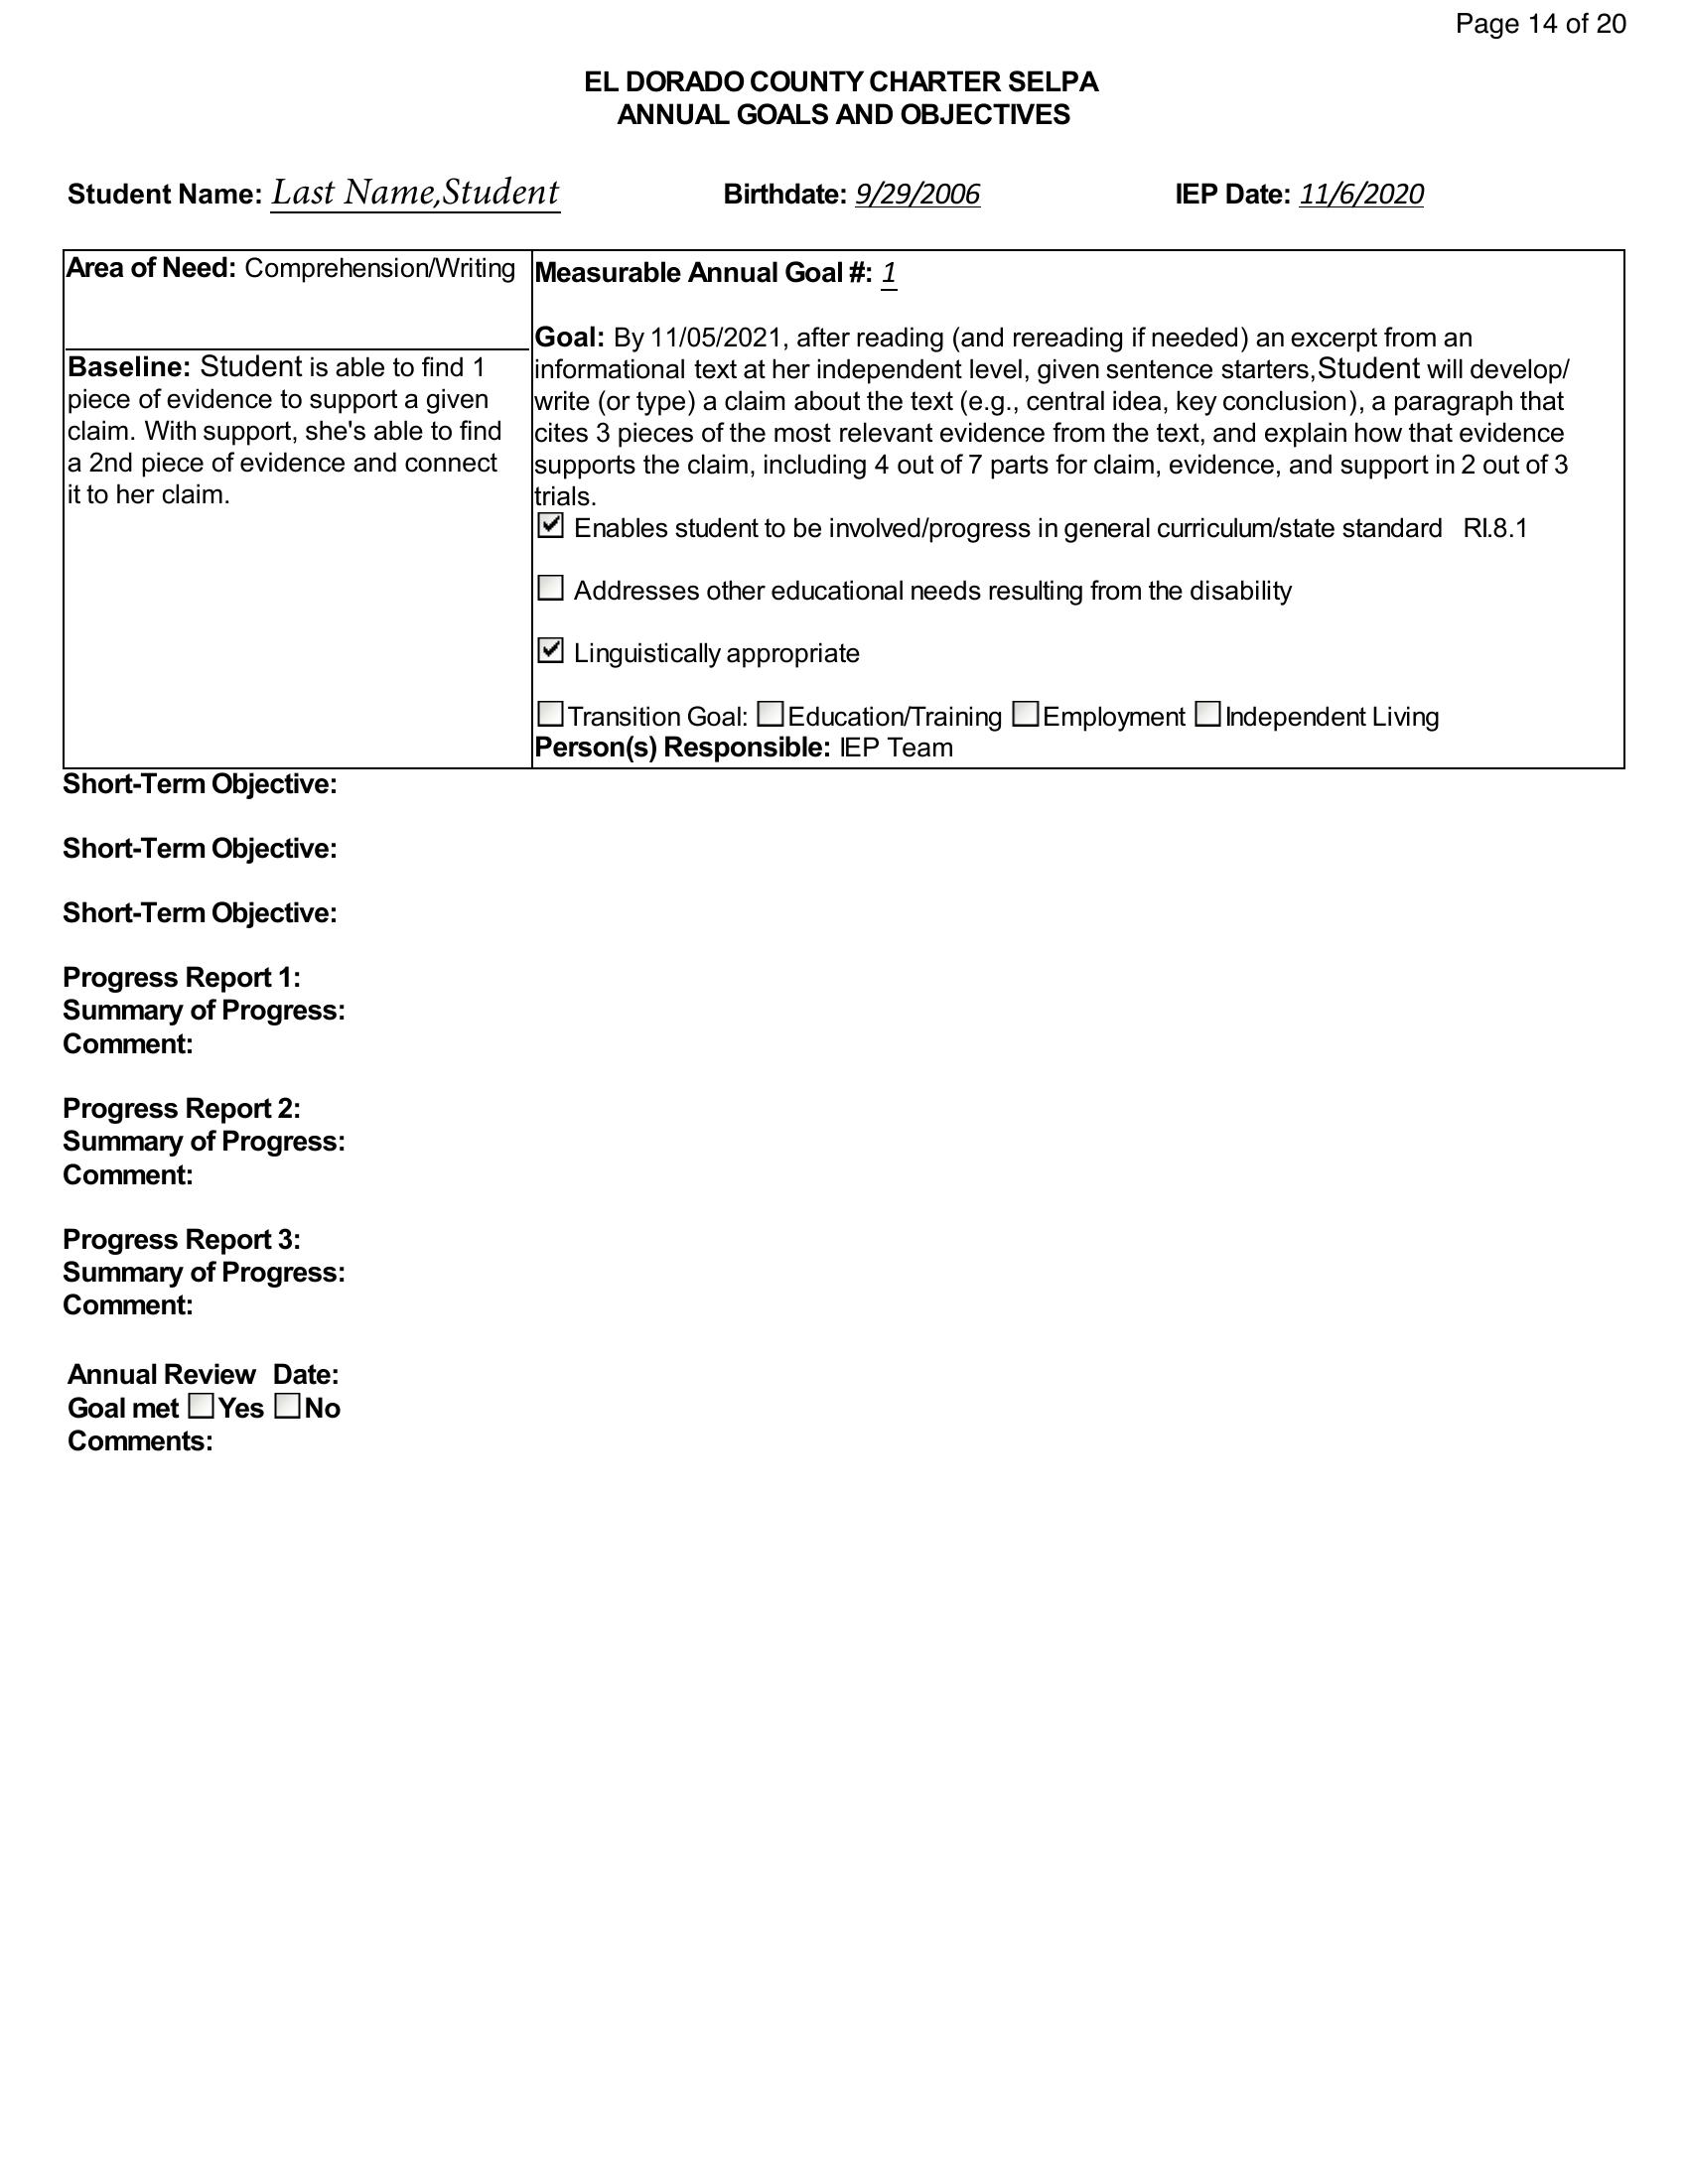 Page 14 of 20
EL DORADO COUNTY CHARTER SELPA
ANNUAL GOALS AND OBJECTIVES
Student Name: Last Name,Student Birthdate: 9/29/2006 IEP Date: 11/6/2020
Area of Need: Comprehension/Writing
Baseline: Student is able to find 1
piece of evidence to support a given
claim. With support, she's able to find
a 2nd piece of evidence and connect
it to her claim.
Measurable Annual Goal #: 1
Goal: By 11/05/2021, after reading (and rereading if needed) an excerpt from an
informational text at her independent level, given sentence starters,Student will develop/
write (or type) a claim about the text (e.g., central idea, key conclusion), a paragraph that
cites 3 pieces of the most relevant evidence from the text, and explain how that evidence
supports the claim, including 4 out of 7 parts for claim, evidence, and support in 2 out of 3
trials.
Enables student to be involved/progress in general curriculum/state standard RI.8.1
Addresses other educational needs resulting from the disability
Linguistically appropriate
Transition Goal: Education/Training Employment Independent Living
Person(s) Responsible: IEP Team
Short-Term Objective:
Short-Term Objective:
Short-Term Objective:
Progress Report 1:
Summary of Progress:
Comment:
Progress Report 2:
Summary of Progress:
Comment:
Progress Report 3:
Summary of Progress:
Comment:
Annual Review Date:
Goal met Yes No
Comments: